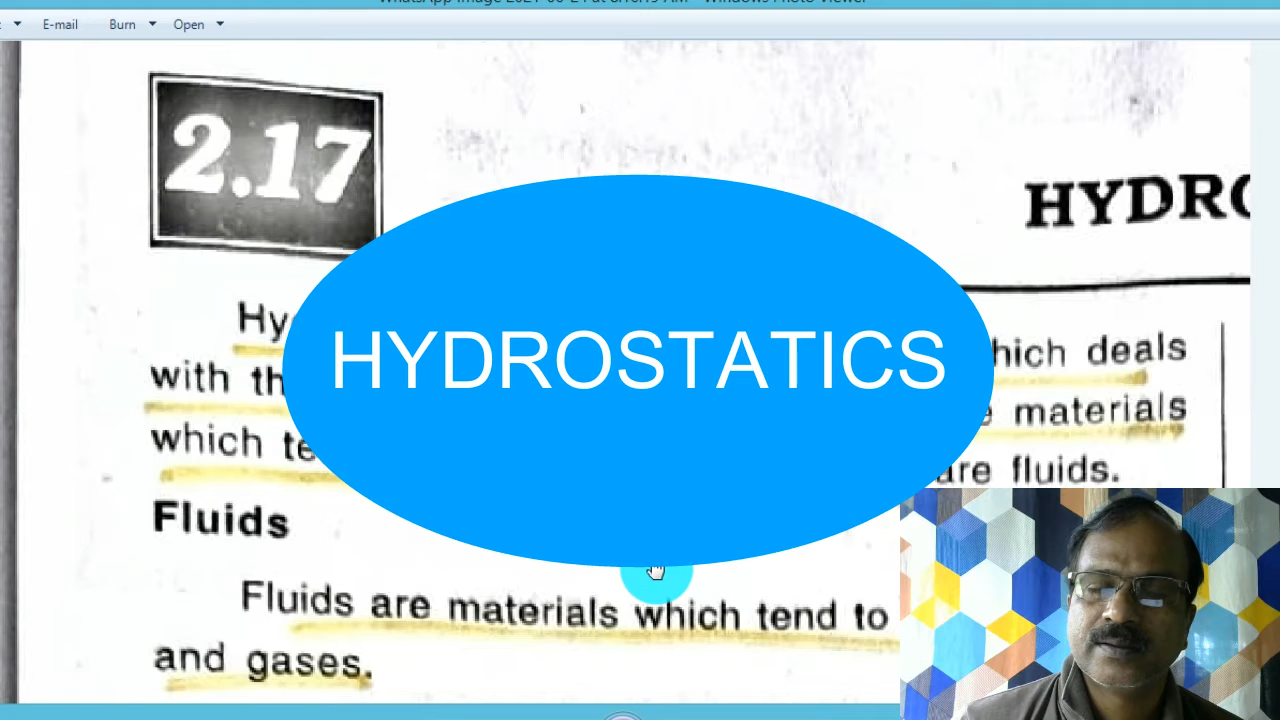 E-mail Burn Open
2.17
HYDRO
Hy
HYDROSTATICS
hich deals
with th
materials
which te
are fluids.
Fluids
Fluids are materials which tend to
and gases.